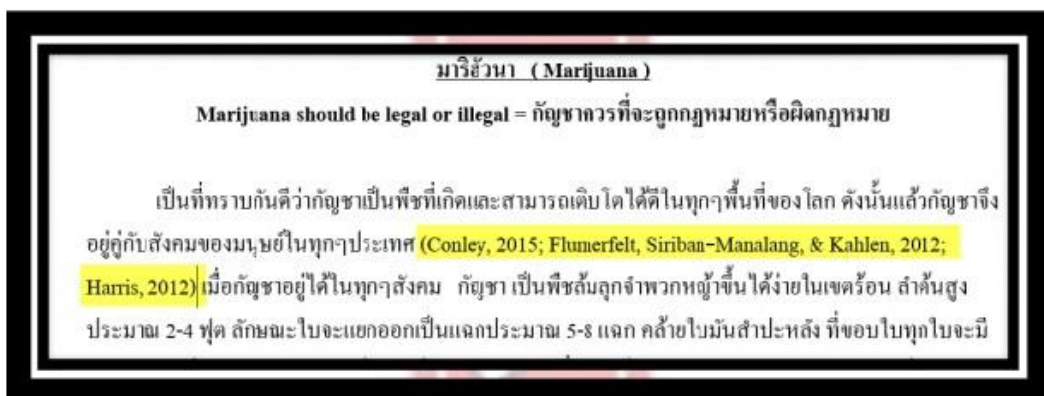 มาริฮัวนา ( Marijuana )
Marijuana should be legal or illegal = กัญชาควรที่จะถูกกฎหมายหรือผิดกฎหมาย
เป็นที่ทราบกันดีว่ากัญชาเป็นพืชที่เกิดและสามารถเติบโตได้ดีในทุกๆพื้นที่ของโลก ดังนั้นแล้วกัญชาจึง
อยู่คู่กับสังคมของมนุษย์ในทุกๆประเทศ (Conley, 2015; Flumerfelt, Siriban-Manalang, & Kahlen, 2012;
Harris, 2012) เมื่อกัญชาอยู่ได้ในทุกๆสังคม กัญชา เป็นพืชล้มลุกจำพวกหญ้าขึ้นได้ง่ายในเขตร้อน ลำต้นสูง
ประมาณ 2-4 ฟุต ลักษณะใบจะแยกออกเป็นแฉกประมาณ 5-8 แฉก คล้ายใบมันสำปะหลัง ที่ขอบใบทุกใบจะมี